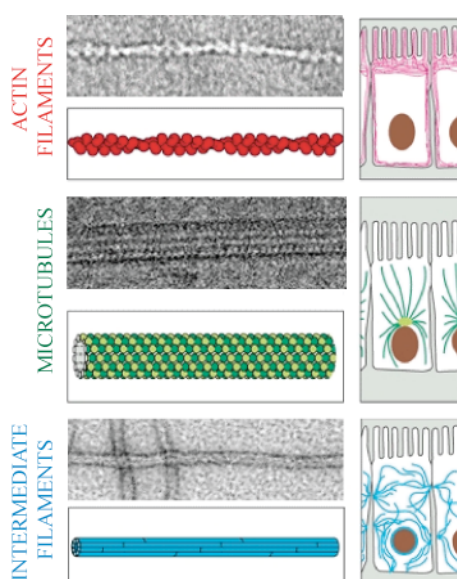 ACTIN
FILAMENTS
MICROTUBULES
INTERMEDIATE
FILAMENTS